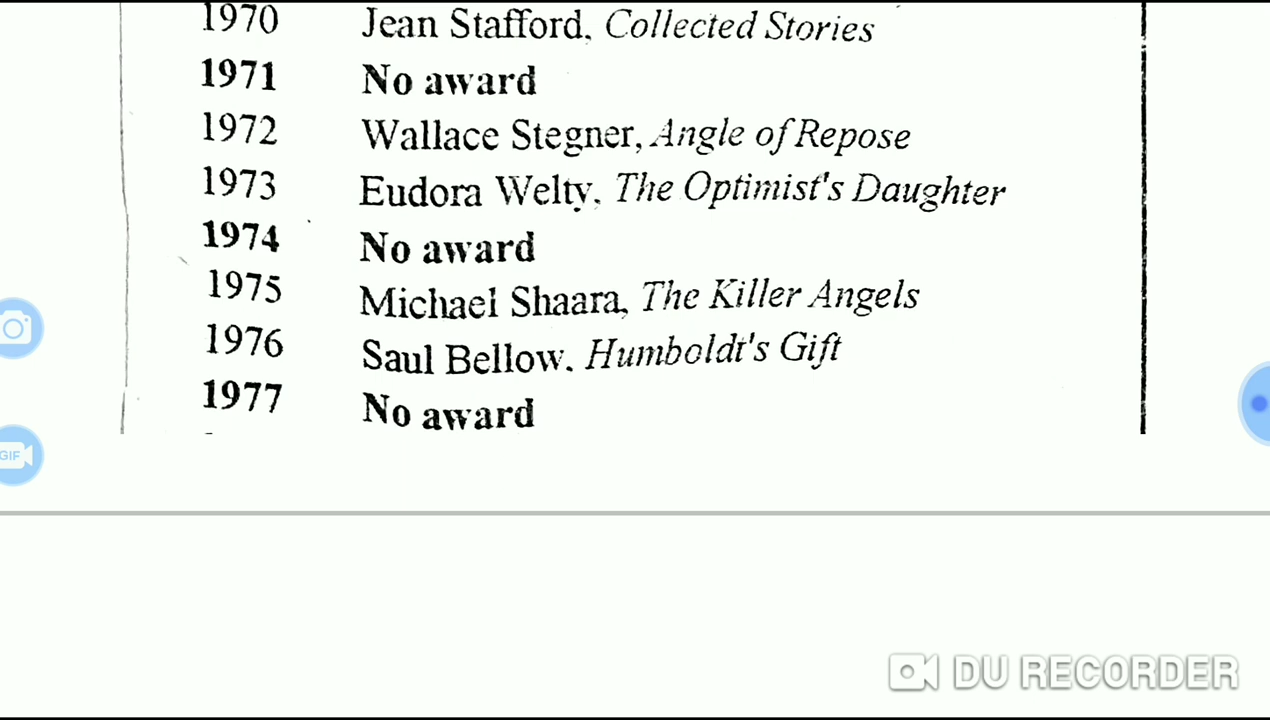 1970 Jean Stafford, Collected Stories
1971 No award
1972 Wallace Stegner, Angle of Repose
1973 Eudora Welty, The Optimist's Daughter
1974 No award
1975 Michael Shaara, The Killer Angels
1976 Saul Bellow, Humboldt's Gift
1977 No award
GIF
DU RECORDER